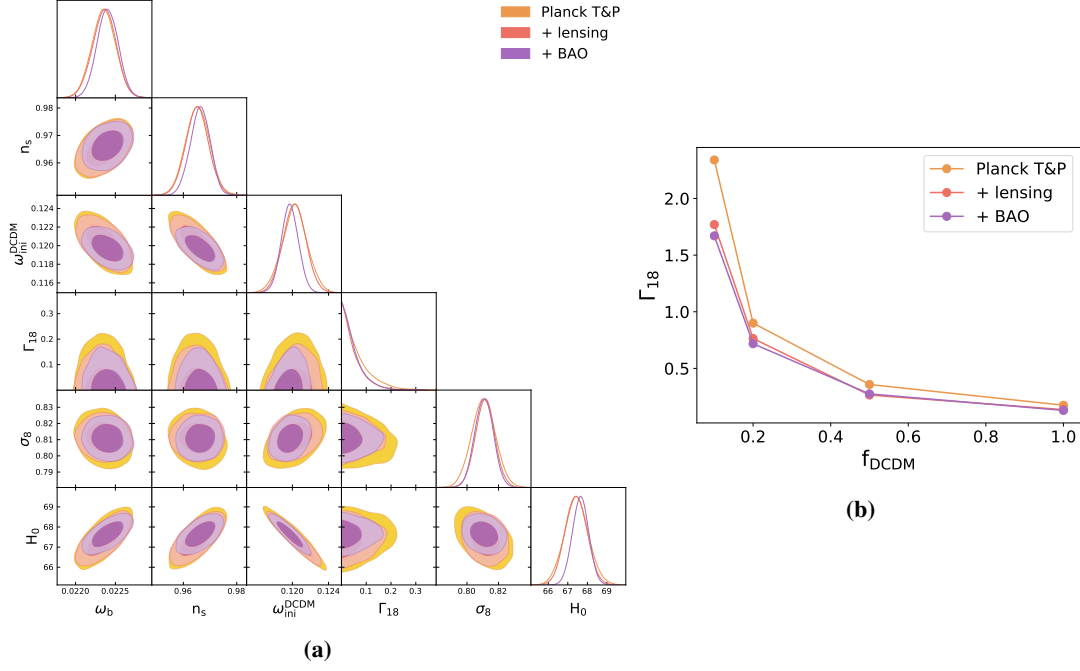 Planck T&P
+ lensing
+ BAO
0.98
0.97
0.96
n_s
0.124
0.122
0.120
0.118
0.116
ω_ini^DCDM
0.3
0.2
0.1
Γ_18
0.83
0.82
0.81
0.80
0.79
σ_8
69
68
67
66
H_0
0.0220 0.0225
0.96 0.98
0.120 0.124
0.1 0.2 0.3
0.80 0.82
66 67 68 69
ω_b n_s ω_ini^DCDM Γ_18 σ_8 H_0
(a)
Planck T&P
+ lensing
+ BAO
2.0
1.5
1.0
0.5
Γ_18
0.2 0.4 0.6 0.8 1.0
f_DCDM
(b)